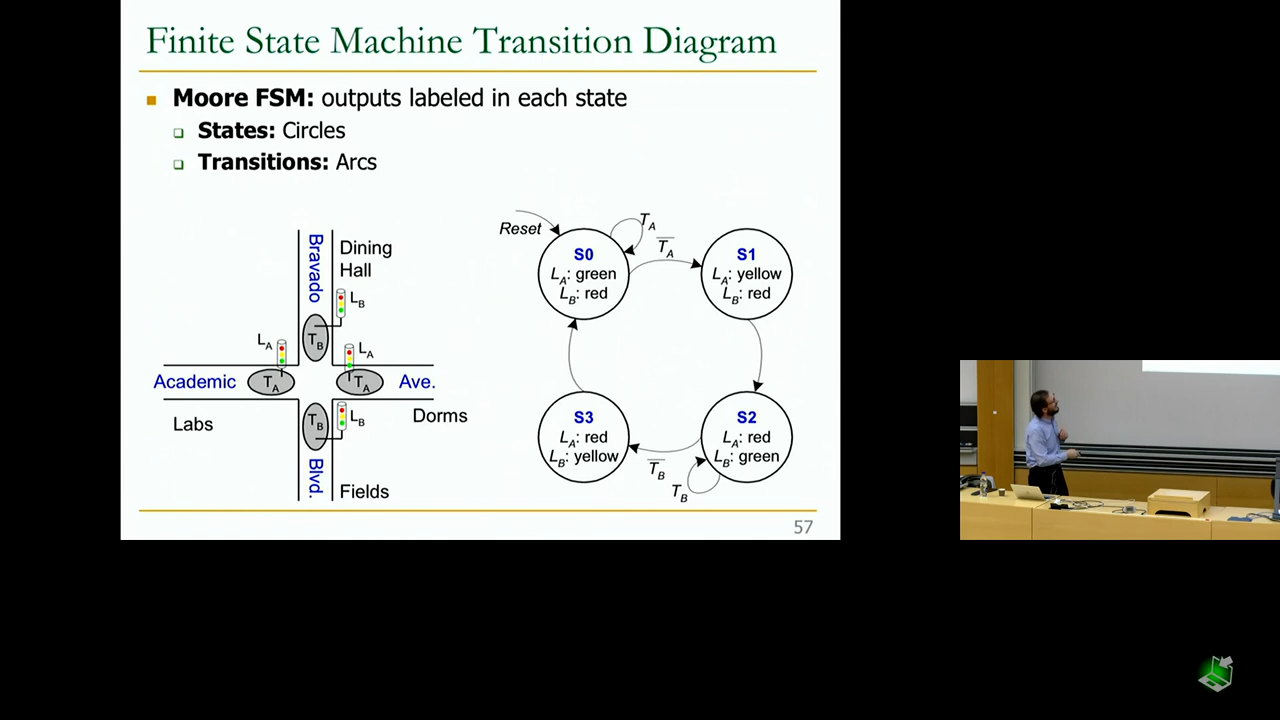 Finite State Machine Transition Diagram
Moore FSM: outputs labeled in each state
States: Circles
Transitions: Arcs
Bravado
Dining
Hall
L_B
T_B
L_A
L_A
Academic
T_A
T_A
Ave.
Labs
T_B
L_B
Dorms
Blvd.
Fields
Reset
T_A
T̅_A
S0
L_A: green
L_B: red
S1
L_A: yellow
L_B: red
S3
L_A: red
L_B: yellow
S2
L_A: red
L_B: green
T̅_B
T_B
57